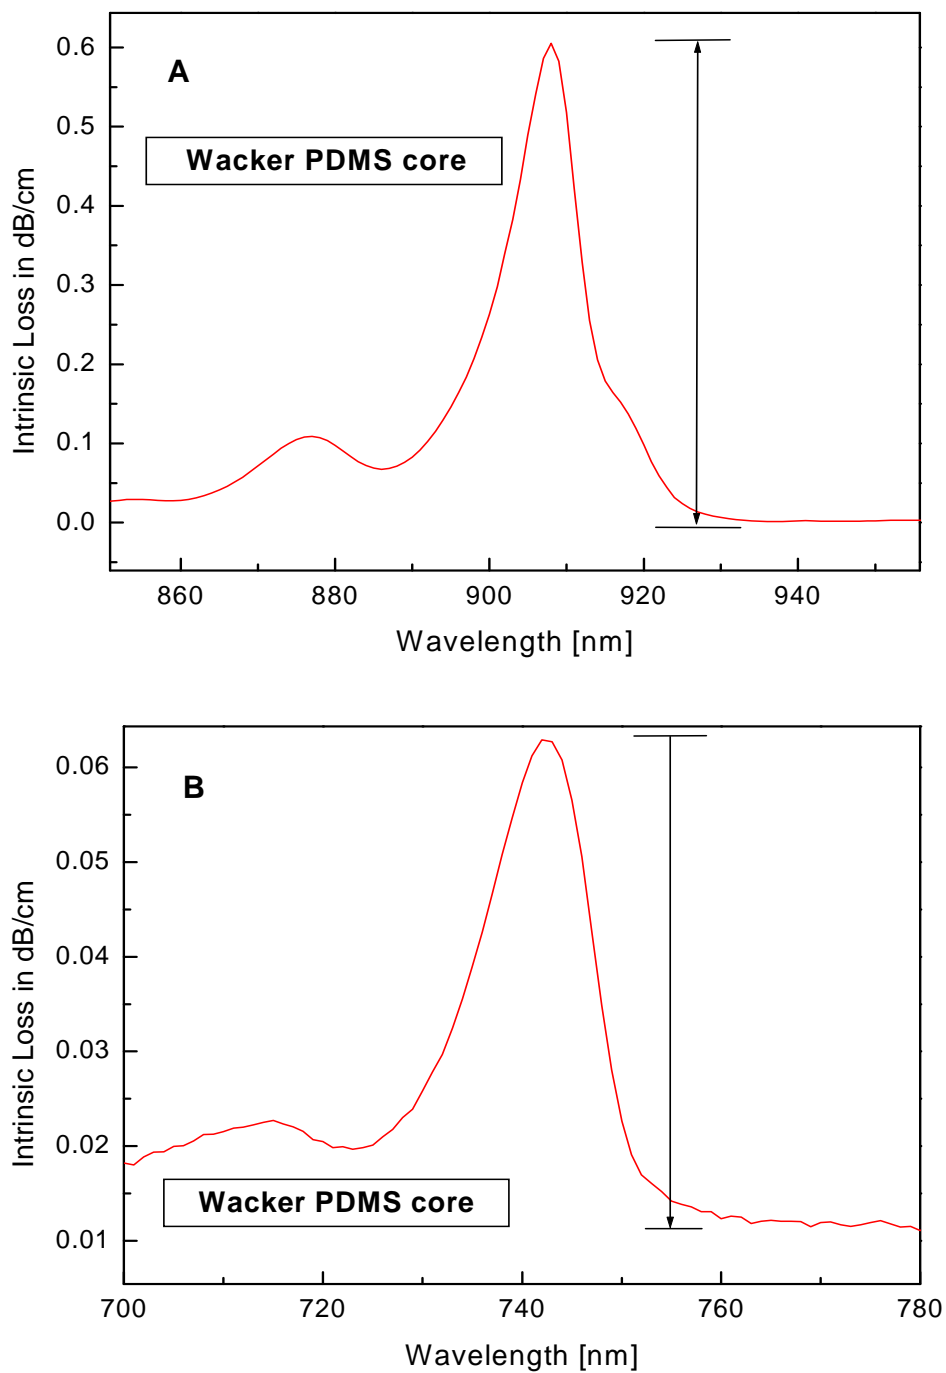 A
Wacker PDMS core
Intrinsic Loss in dB/cm
0.6
0.5
0.4
0.3
0.2
0.1
0.0
860 880 900 920 940
Wavelength [nm]
B
Wacker PDMS core
Intrinsic Loss in dB/cm
0.06
0.05
0.04
0.03
0.02
0.01
700 720 740 760 780
Wavelength [nm]